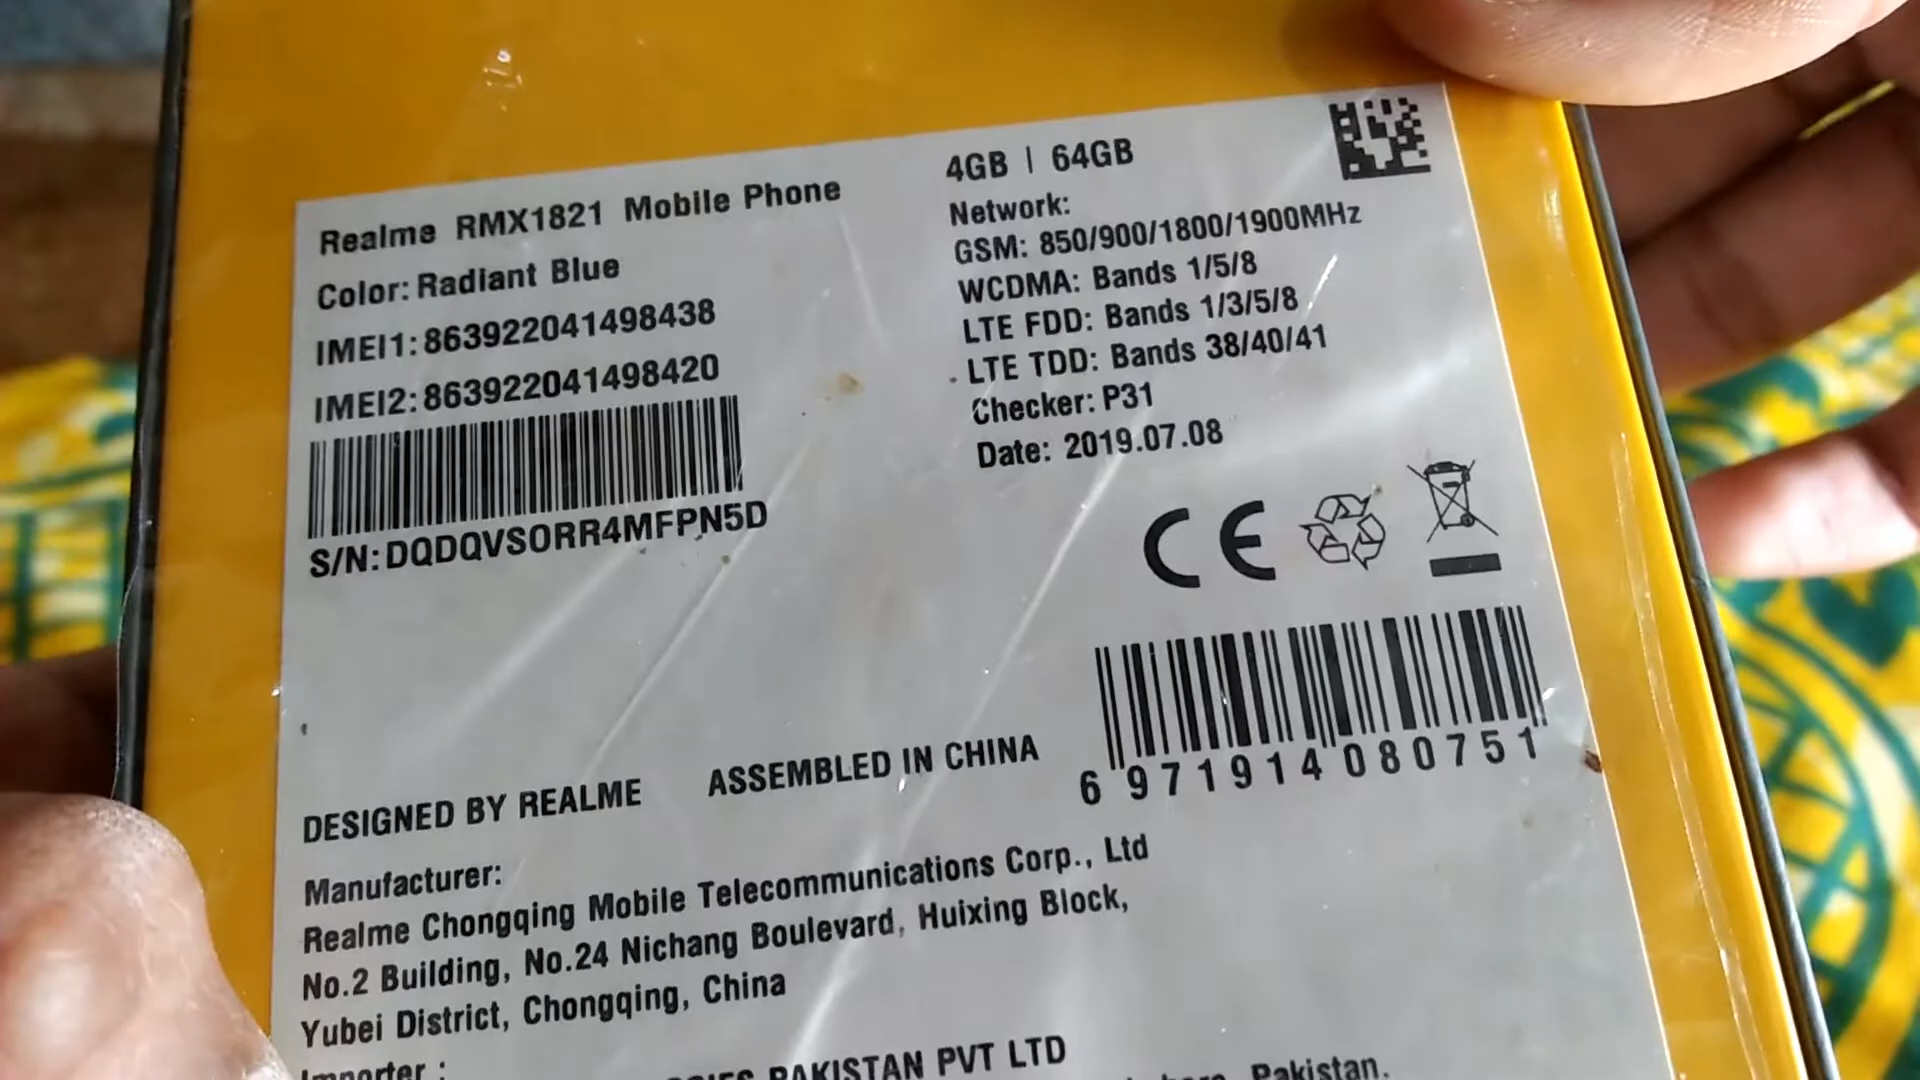 Realme RMX1821 Mobile Phone
Color: Radiant Blue
IMEI1: 863922041498438
IMEI2: 863922041498420
S/N: DQDQVSORR4MFPN5D
4GB | 64GB
Network:
GSM: 850/900/1800/1900MHz
WCDMA: Bands 1/5/8
LTE FDD: Bands 1/3/5/8
LTE TDD: Bands 38/40/41
Checker: P31
Date: 2019.07.08
CE
6 971914 080751
DESIGNED BY REALME ASSEMBLED IN CHINA
Manufacturer:
Realme Chongqing Mobile Telecommunications Corp., Ltd
No.2 Building, No.24 Nichang Boulevard, Huixing Block,
Yubei District, Chongqing, China
Importer :
PAKISTAN PVT LTD
Pakistan.